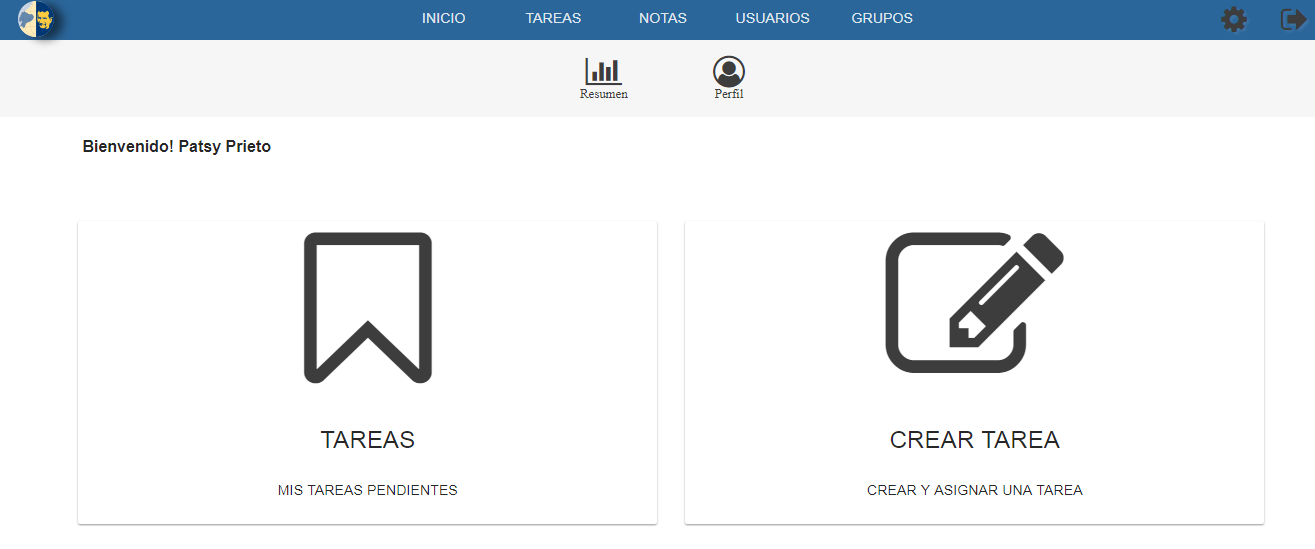 INICIO TAREAS NOTAS USUARIOS GRUPOS
Resumen Perfil
Bienvenido! Patsy Prieto
TAREAS
MIS TAREAS PENDIENTES
CREAR TAREA
CREAR Y ASIGNAR UNA TAREA